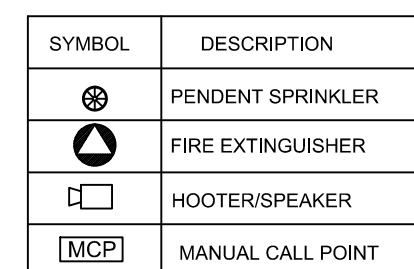 SYMBOL DESCRIPTION
PENDENT SPRINKLER
FIRE EXTINGUISHER
HOOTER/SPEAKER
MCP MANUAL CALL POINT